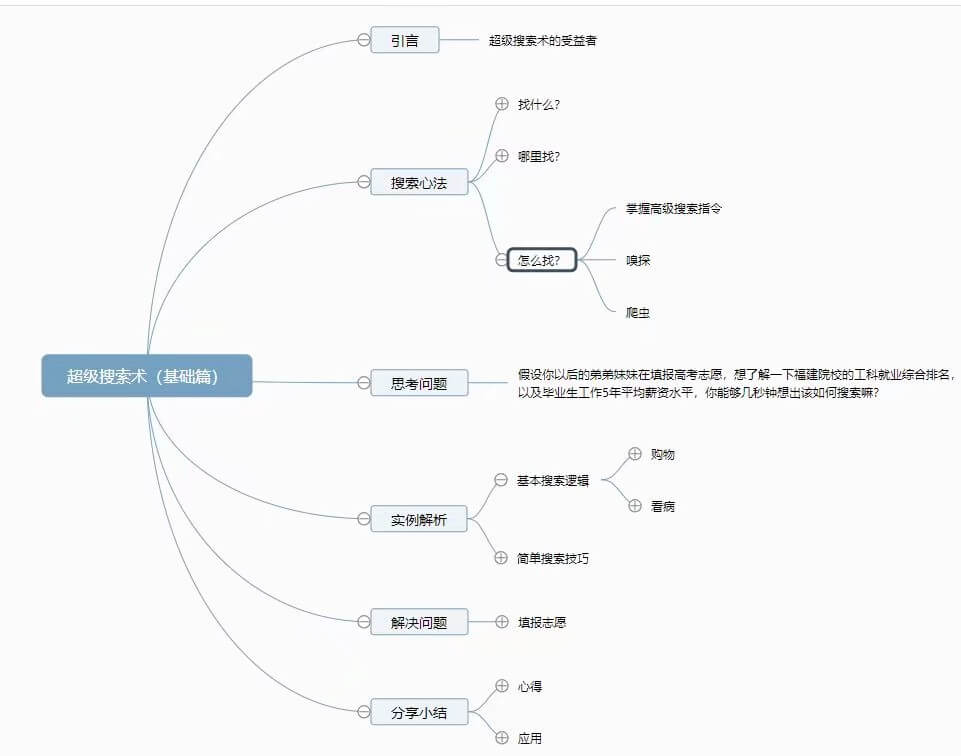 引言
超级搜索术的受益者
找什么?
哪里找?
搜索心法
掌握高级搜索指令
怎么找?
嗅探
爬虫
超级搜索术（基础篇）
思考问题
假设你以后的弟弟妹妹在填报高考志愿，想了解一下福建院校的工科就业综合排名，
以及毕业生工作5年平均薪资水平，你能够几秒钟想出该如何搜索嘛?
购物
基本搜索逻辑
看病
实例解析
简单搜索技巧
解决问题
填报志愿
心得
分享小结
应用